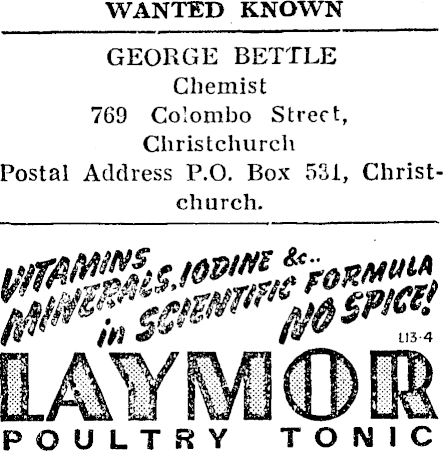 WANTED KNOWN
GEORGE BETTLE
Chemist
769 Colombo Street,
Christchurch
Postal Address P.O. Box 531, Christ-
church.
VITAMINS
MINERALS, IODINE &c..
in SCIENTIFIC FORMULA
NO SPICE!
L13-4
LAYMOR
POULTRY TONIC